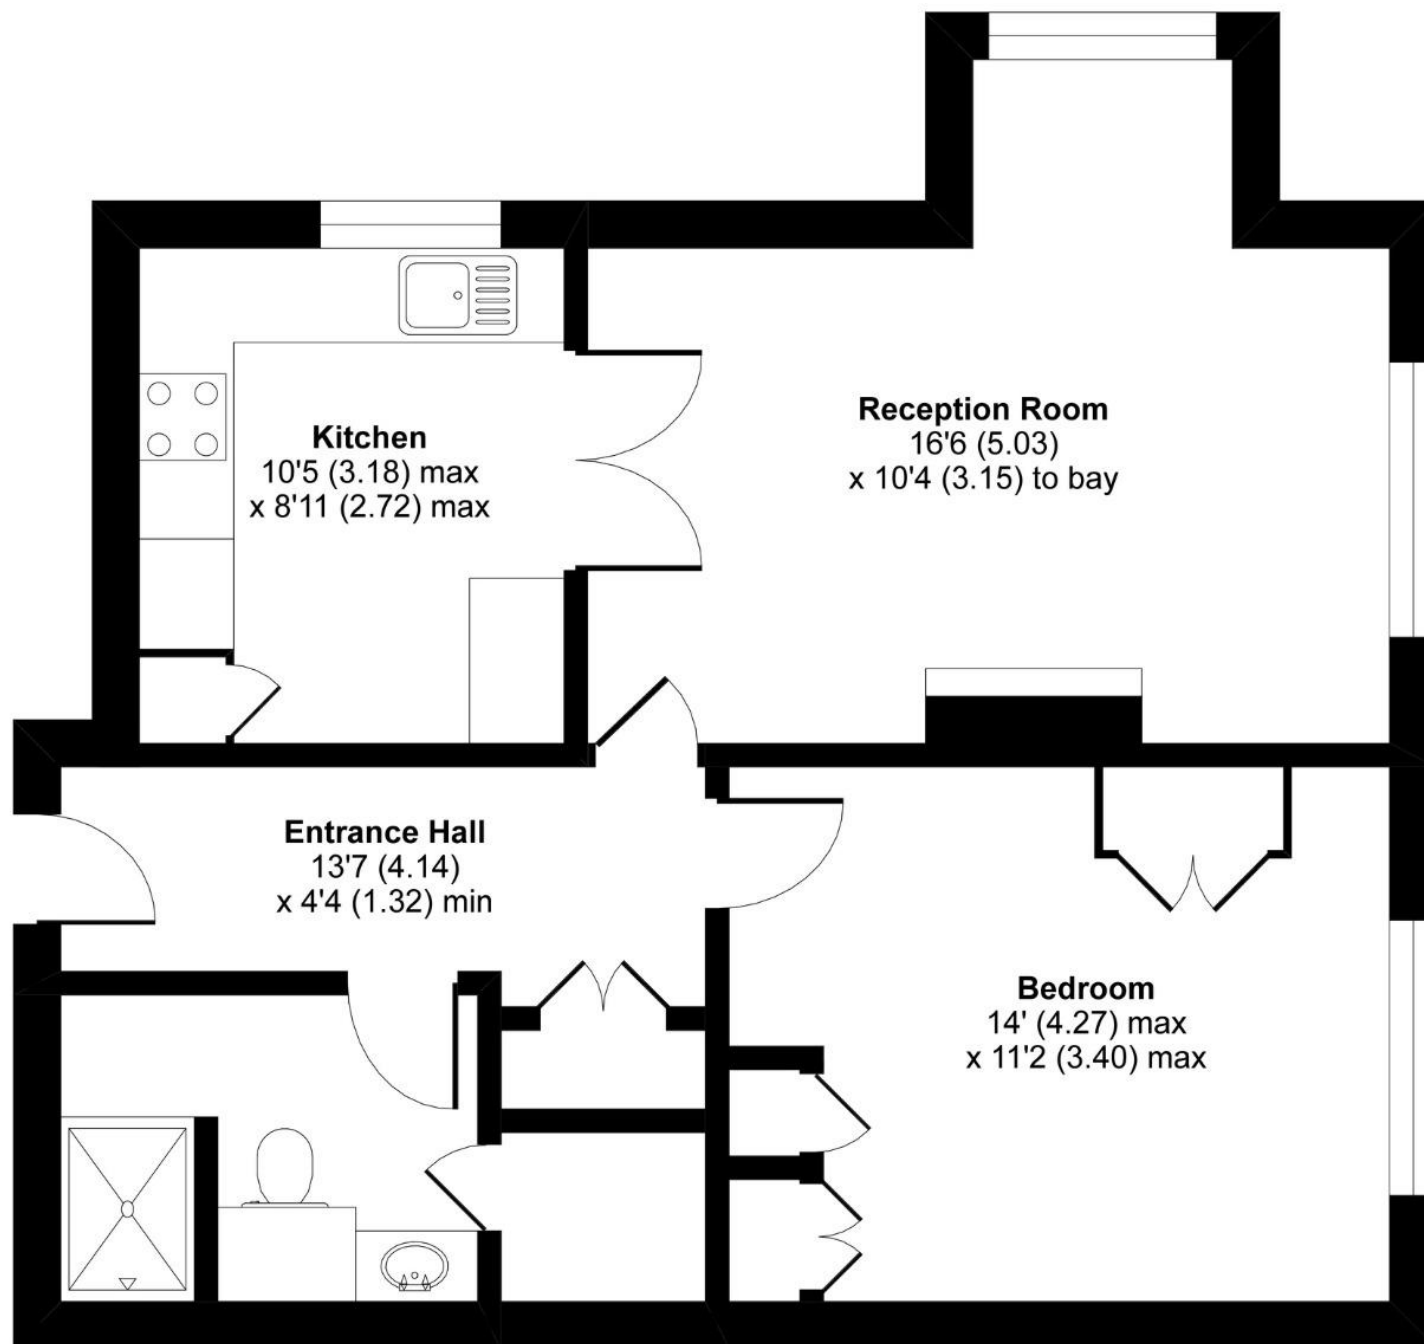 Kitchen
10'5 (3.18) max
x 8'11 (2.72) max
Reception Room
16'6 (5.03)
x 10'4 (3.15) to bay
Entrance Hall
13'7 (4.14)
x 4'4 (1.32) min
Bedroom
14' (4.27) max
x 11'2 (3.40) max